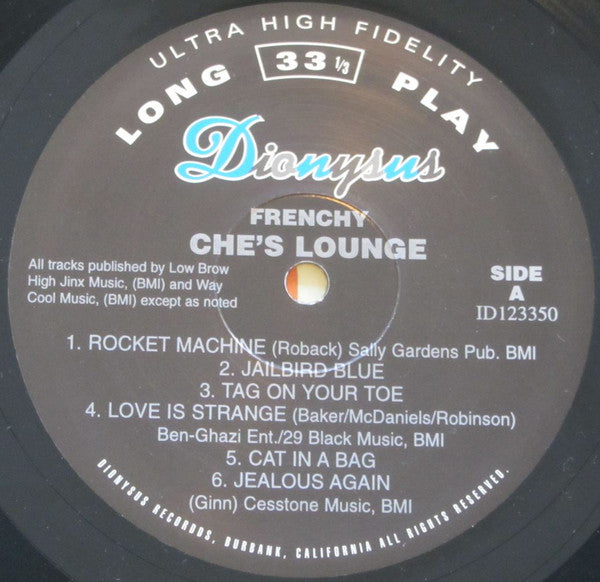 ULTRA HIGH FIDELITY
LONG 33 1/3 PLAY
Dionysus
FRENCHY
CHE'S LOUNGE
All tracks published by Low Brow
High Jinx Music, (BMI) and Way
Cool Music, (BMI) except as noted
SIDE
A
ID123350
1. ROCKET MACHINE (Roback) Sally Gardens Pub. BMI
2. JAILBIRD BLUE
3. TAG ON YOUR TOE
4. LOVE IS STRANGE (Baker/McDaniels/Robinson)
Ben-Ghazi Ent./29 Black Music, BMI
5. CAT IN A BAG
6. JEALOUS AGAIN
(Ginn) Cesstone Music, BMI
DIONYSUS RECORDS, BURBANK, CALIFORNIA ALL RIGHTS RESERVED.